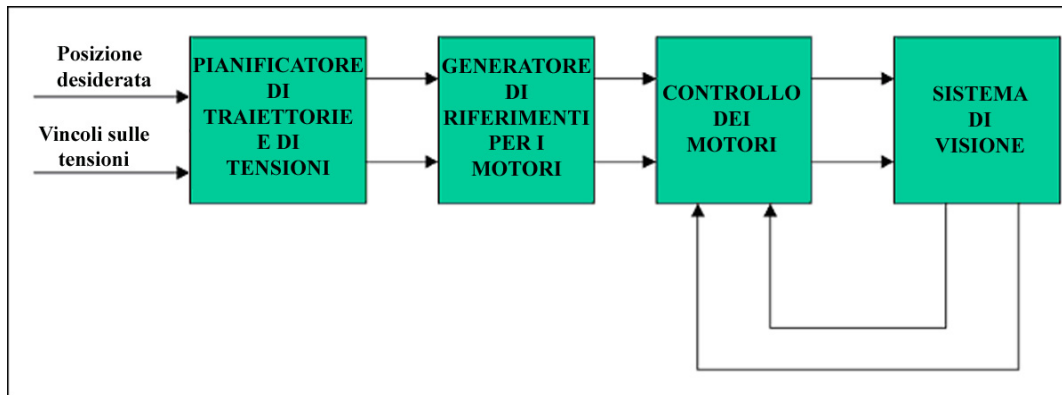 Posizione
desiderata
Vincoli sulle
tensioni
PIANIFICATORE
DI
TRAIETTORIE
E DI
TENSIONI
GENERATORE
DI
RIFERIMENTI
PER I
MOTORI
CONTROLLO
DEI
MOTORI
SISTEMA
DI
VISIONE